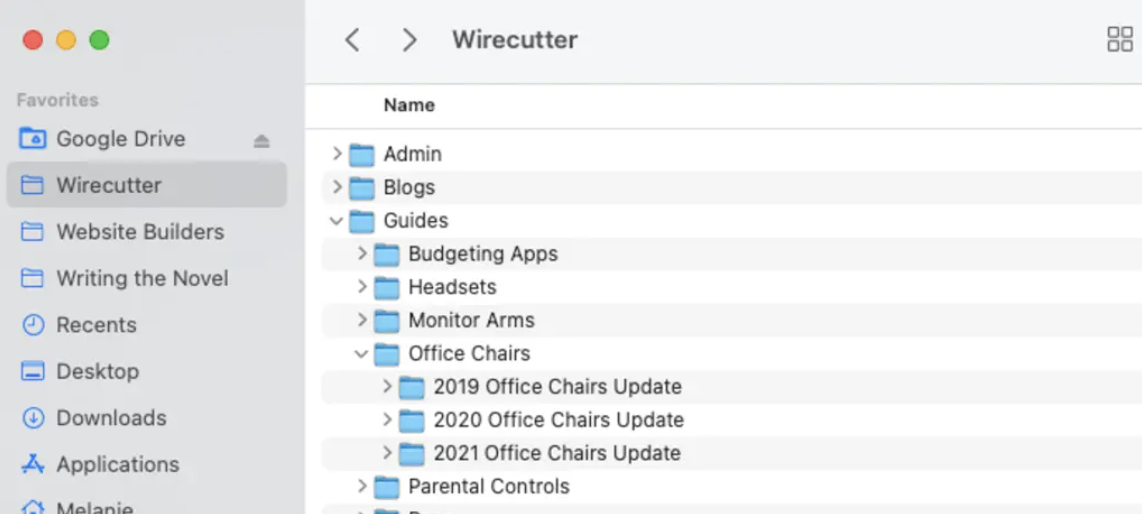 Wirecutter
Favorites
Google Drive
Wirecutter
Website Builders
Writing the Novel
Recents
Desktop
Downloads
Applications
Melanie
Name
Admin
Blogs
Guides
Budgeting Apps
Headsets
Monitor Arms
Office Chairs
2019 Office Chairs Update
2020 Office Chairs Update
2021 Office Chairs Update
Parental Controls